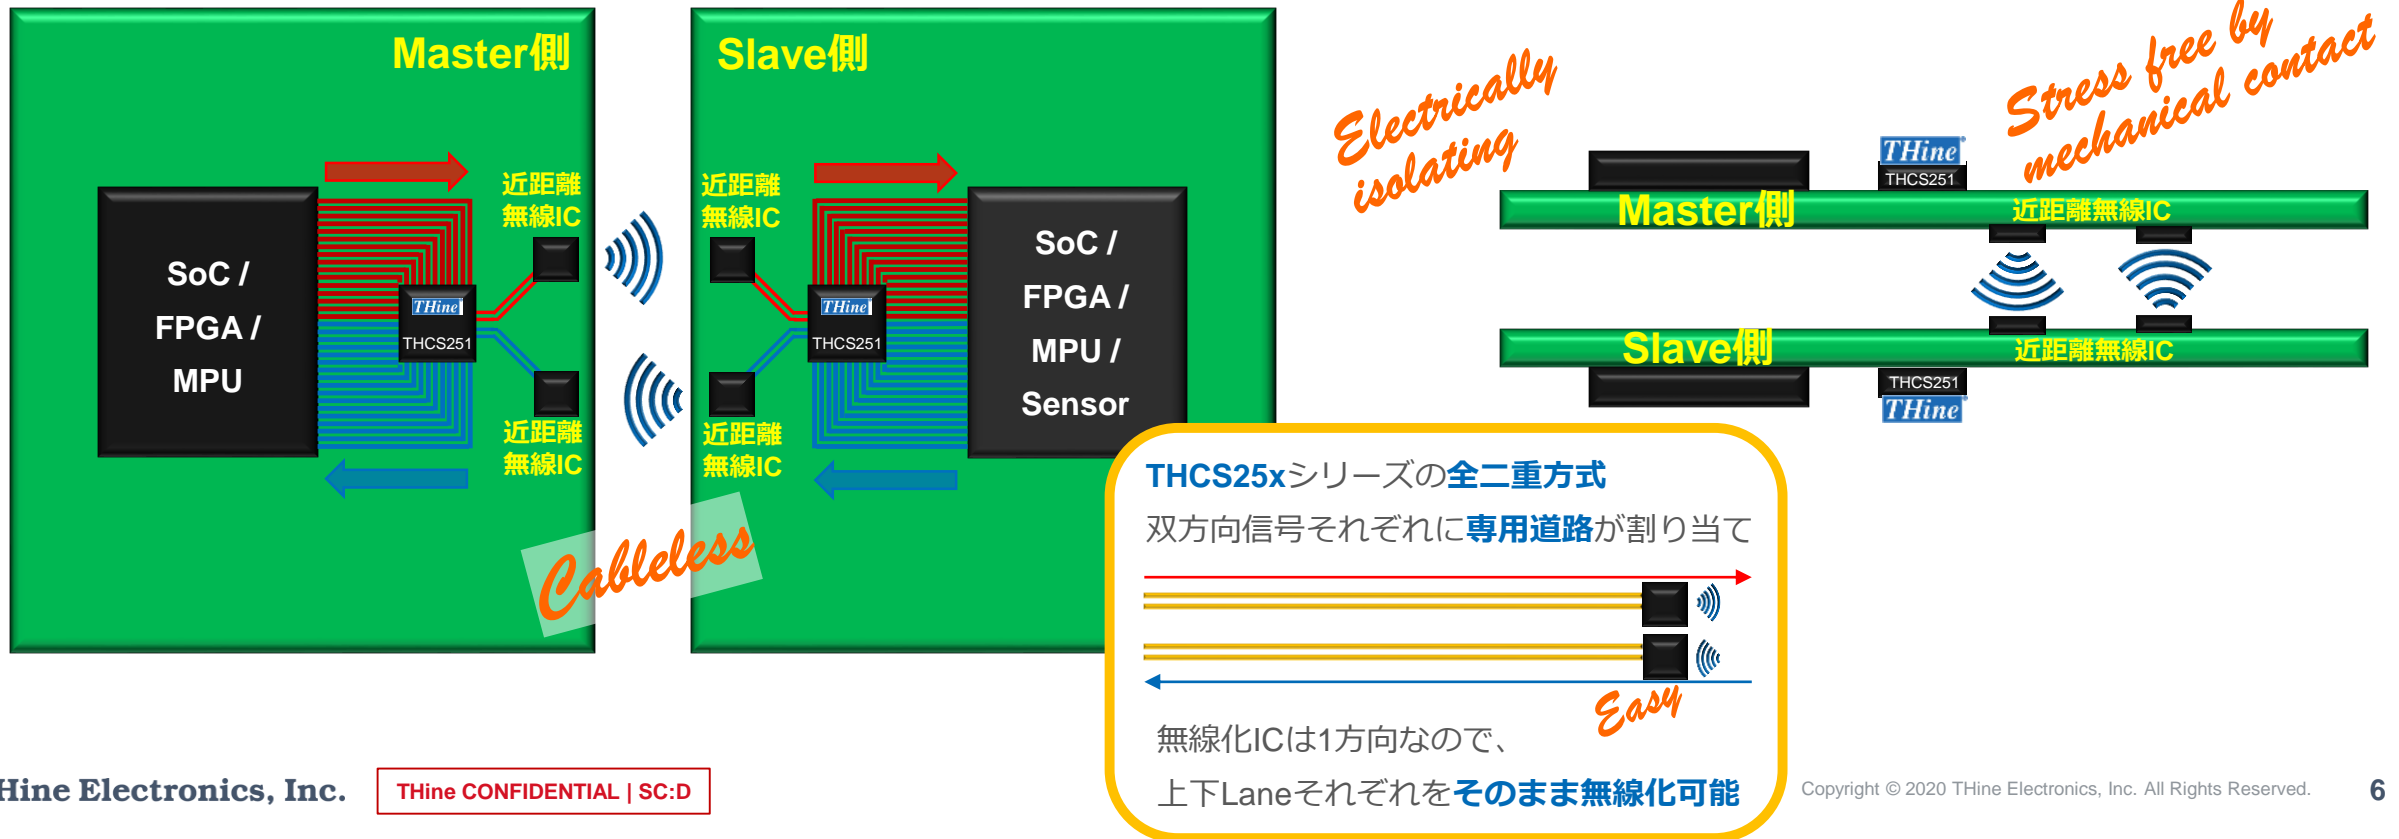 Master側
SoC /
FPGA /
MPU
THine
THCS251
近距離
無線IC
近距離
無線IC
Slave側
近距離
無線IC
近距離
無線IC
THine
THCS251
SoC /
FPGA /
MPU /
Sensor
Cableless
Electrically
isolating
Stress free by
mechanical contact
THine
THCS251
Master側
近距離無線IC
Slave側
近距離無線IC
THCS251
THine
THCS25xシリーズの全二重方式
双方向信号それぞれに専用道路が割り当て
Easy
無線化ICは1方向なので、
上下Laneそれぞれをそのまま無線化可能
Hine Electronics, Inc.
THine CONFIDENTIAL | SC:D
Copyright © 2020 THine Electronics, Inc. All Rights Reserved.
6